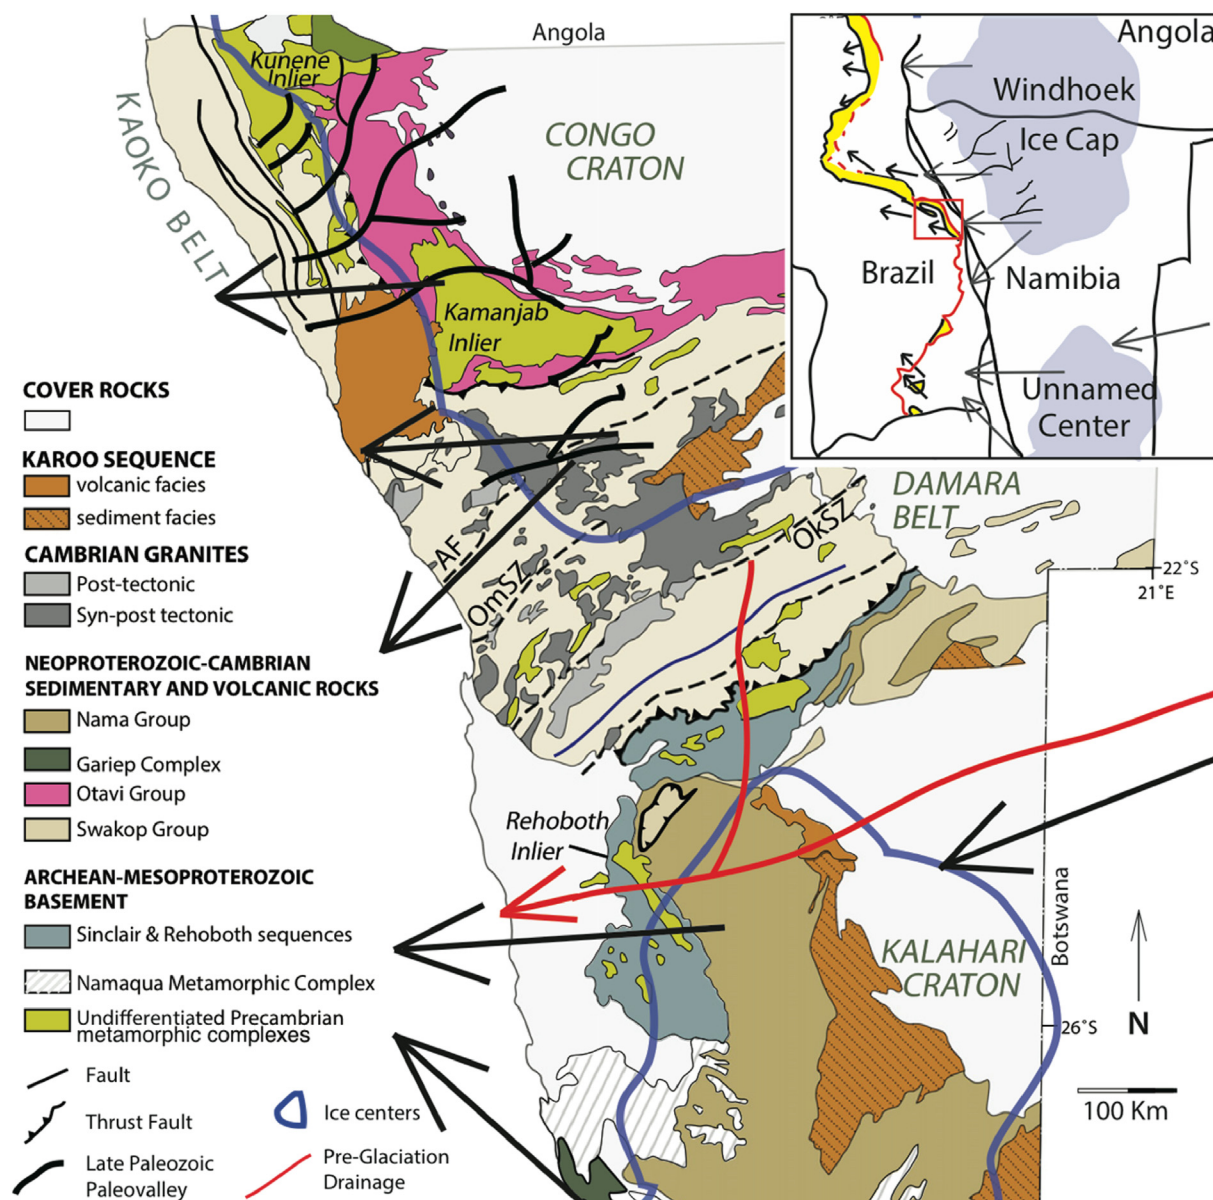 Angola
Kunene
Inlier
KAOKO BELT
CONGO
CRATON
Kamanjab
Inlier
Angola
Windhoek
Ice Cap
Brazil
Namibia
Unnamed
Center
COVER ROCKS
KAROO SEQUENCE
volcanic facies
sediment facies
CAMBRIAN GRANITES
Post-tectonic
Syn-post tectonic
NEOPROTEROZOIC-CAMBRIAN
SEDIMENTARY AND VOLCANIC ROCKS
Nama Group
Gariep Complex
Otavi Group
Swakop Group
ARCHEAN-MESOPROTEROZOIC
BASEMENT
Sinclair & Rehoboth sequences
Namaqua Metamorphic Complex
Undifferentiated Precambrian
metamorphic complexes
Fault
Thrust Fault
Late Paleozoic
Paleovalley
Ice centers
Pre-Glaciation
Drainage
DAMARA
BELT
AF
OmSZ
OkSZ
22°S
21°E
Rehoboth
Inlier
Botswana
KALAHARI
CRATON
26°S
N
100 Km